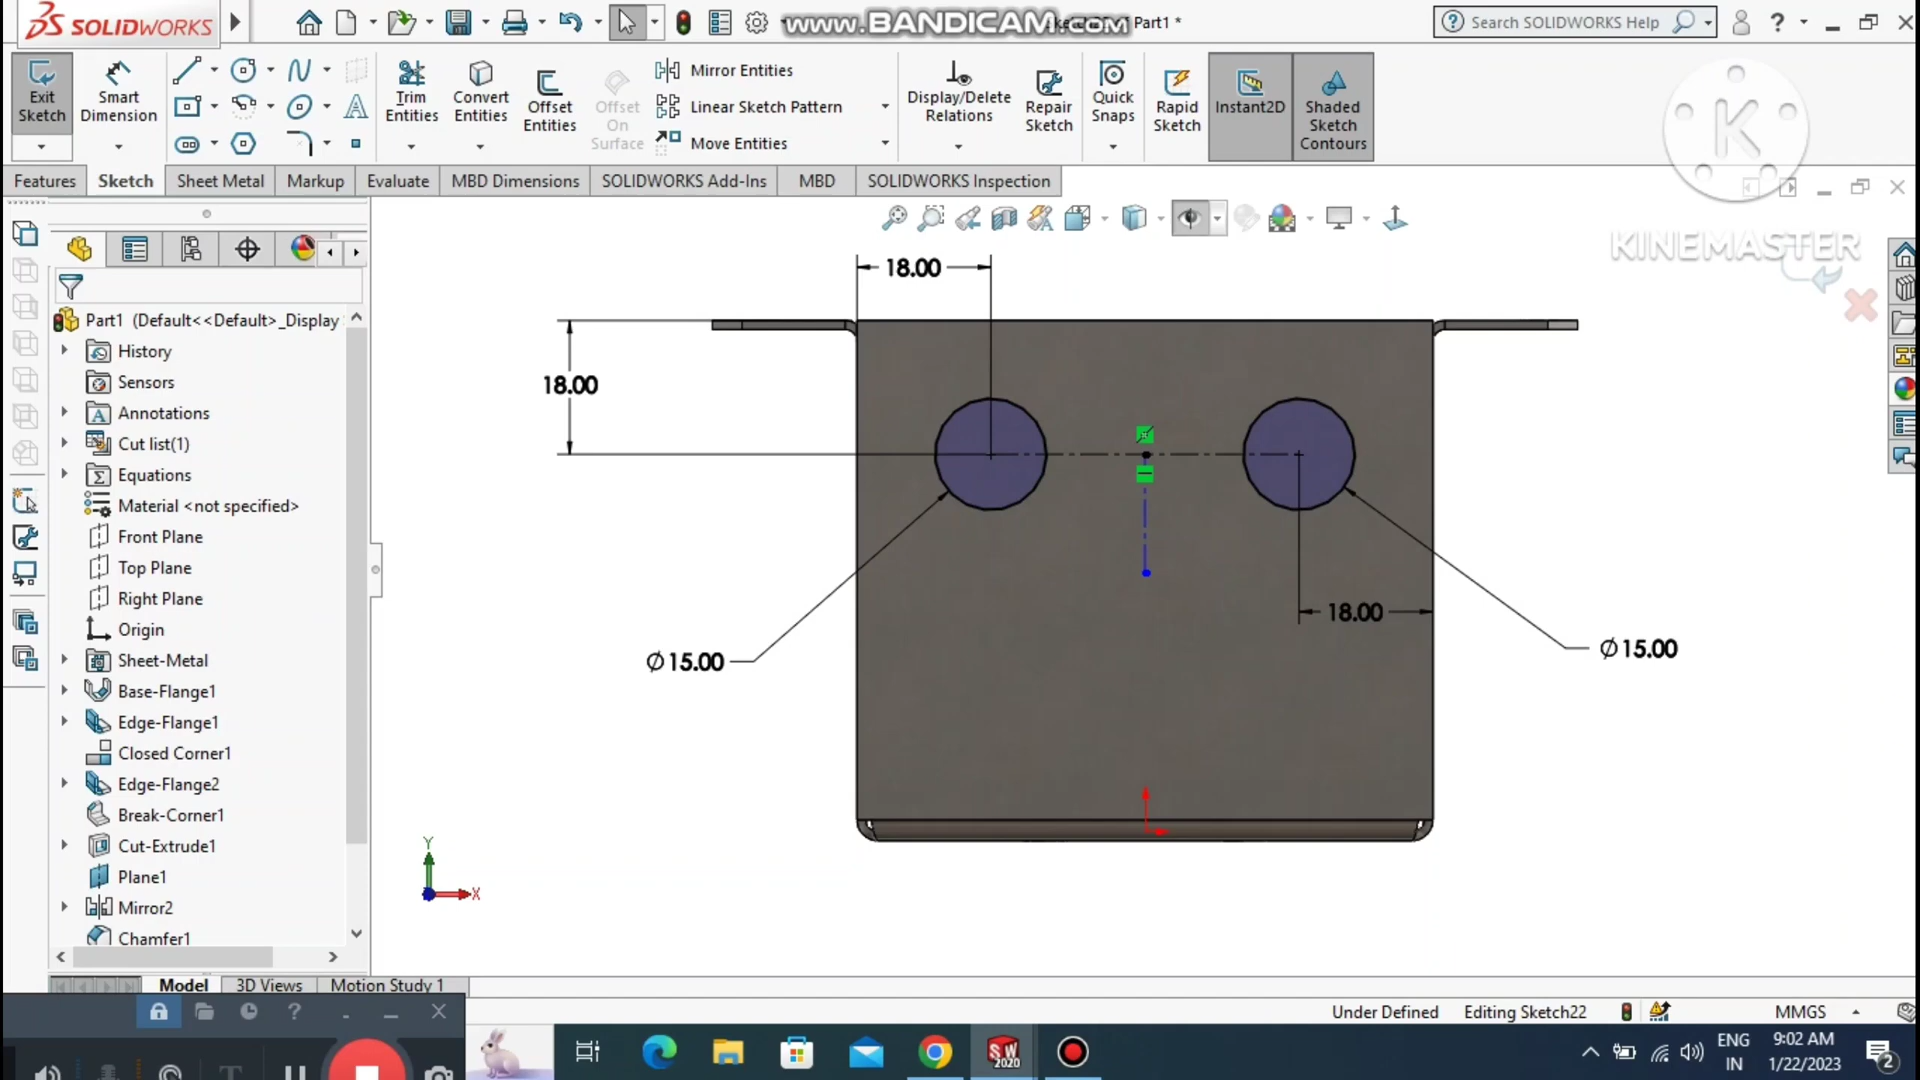 SOLIDWORKS
www.BANDICAM.com
Part1 *
Search SOLIDWORKS Help
Exit Sketch
Smart Dimension
Trim Entities
Convert Entities
Offset Entities
Offset On Surface
Mirror Entities
Linear Sketch Pattern
Move Entities
Display/Delete Relations
Repair Sketch
Quick Snaps
Rapid Sketch
Instant2D
Shaded Sketch Contours
K
KINEMASTER
Features
Sketch
Sheet Metal
Markup
Evaluate
MBD Dimensions
SOLIDWORKS Add-Ins
MBD
SOLIDWORKS Inspection
Part1 (Default<<Default>_Display
History
Sensors
Annotations
Cut list(1)
Equations
Material <not specified>
Front Plane
Top Plane
Right Plane
Origin
Sheet-Metal
Base-Flange1
Edge-Flange1
Closed Corner1
Edge-Flange2
Break-Corner1
Cut-Extrude1
Plane1
Mirror2
Chamfer1
18.00
18.00
18.00
Ø15.00
Ø15.00
Y
X
Model
3D Views
Motion Study 1
Under Defined
Editing Sketch22
MMGS
SW
2020
ENG
IN
9:02 AM
1/22/2023
2